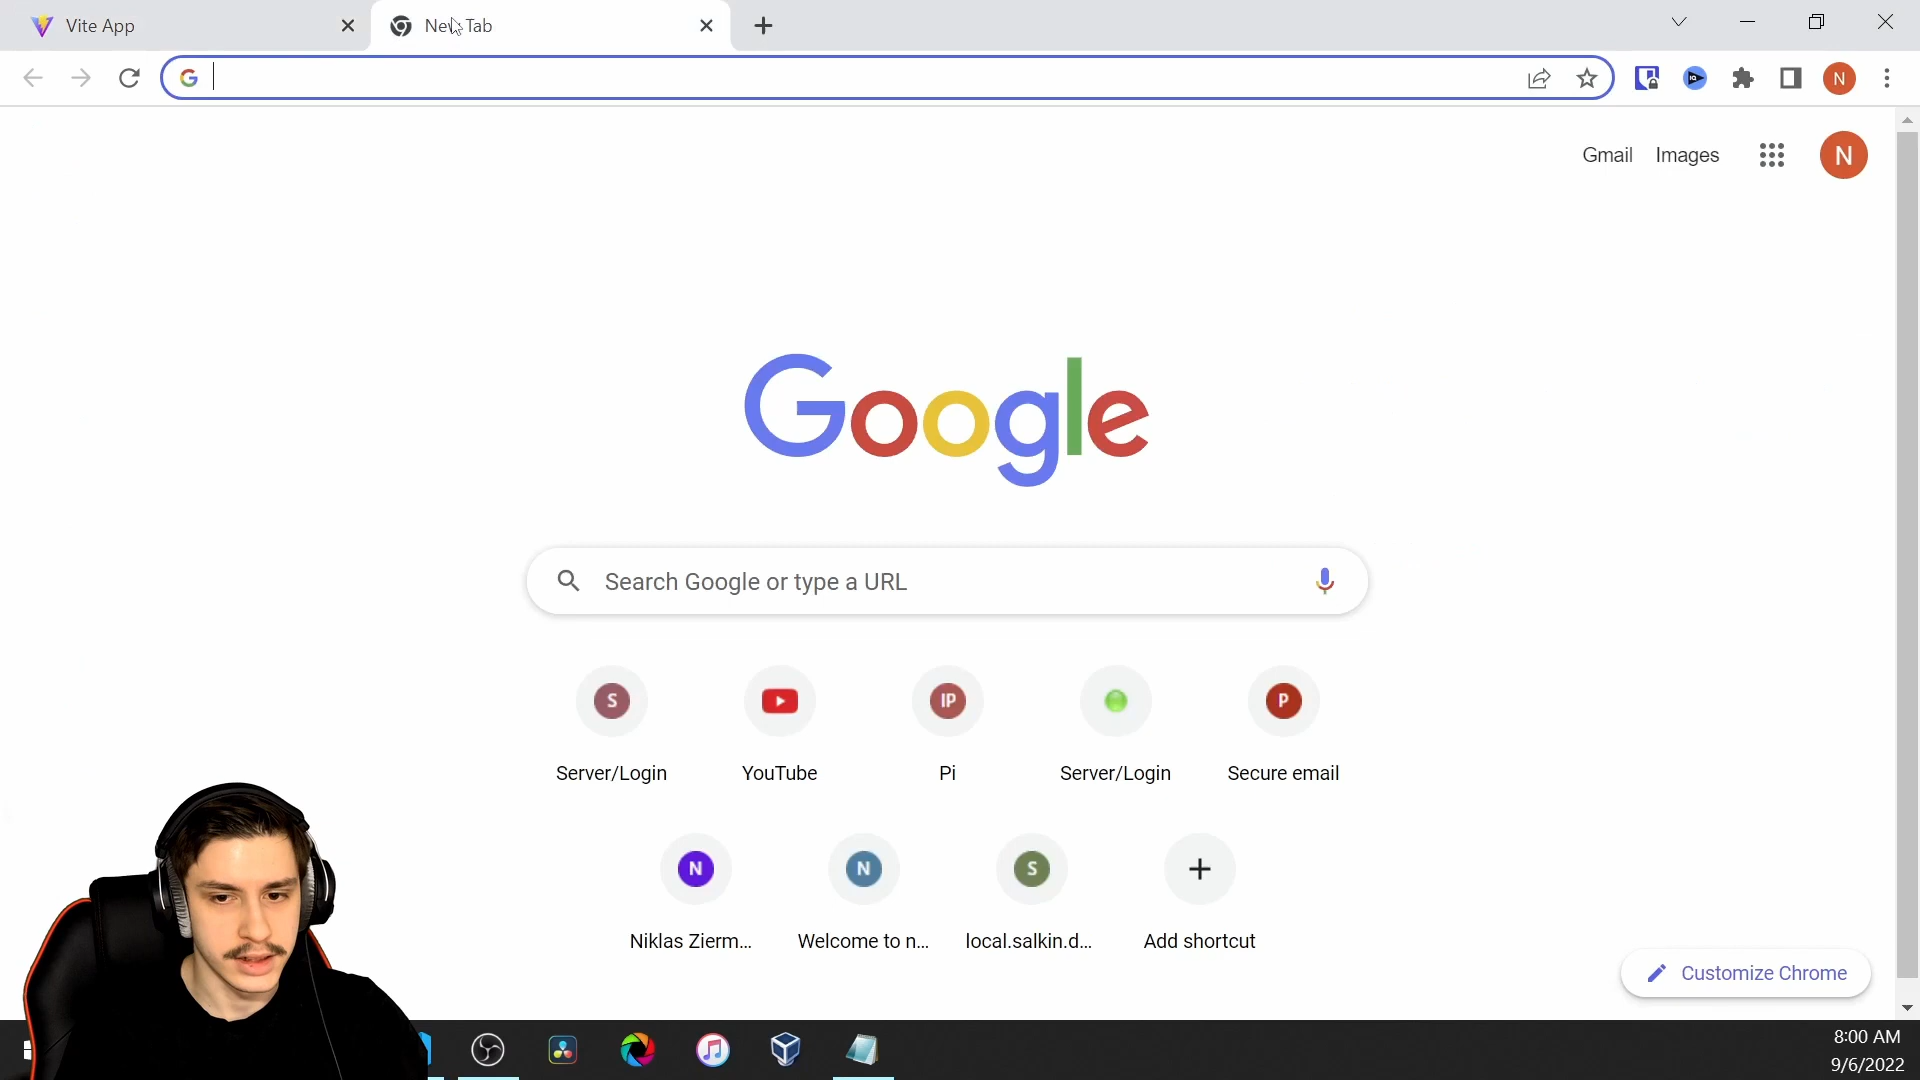 Vite App
New Tab
Gmail Images
N
N
Google
Search Google or type a URL
S
IP
P
Server/Login
YouTube
Pi
Server/Login
Secure email
N
N
S
Niklas Zierm...
Welcome to n...
local.salkin.d...
Add shortcut
Customize Chrome
8:00 AM
9/6/2022